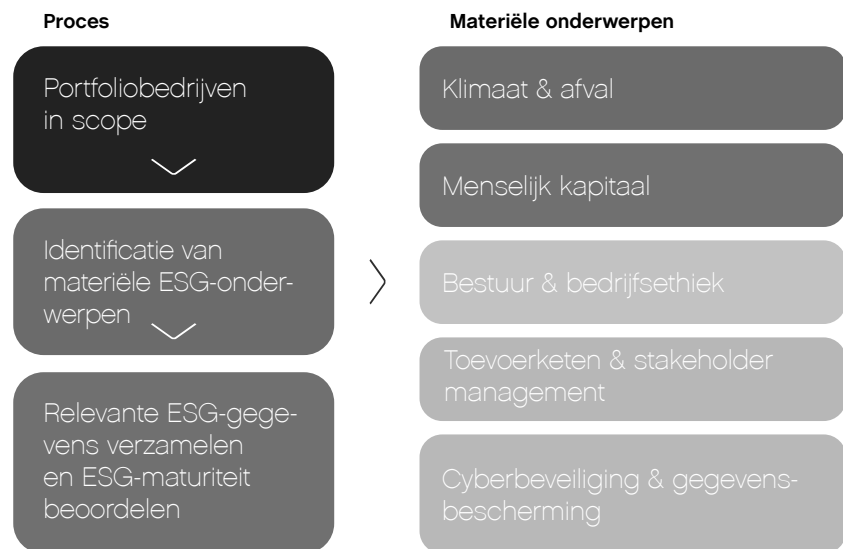 Proces
Portfoliobedrijven
in scope
Identificatie van
materiële ESG-onder-
werpen
Relevante ESG-gege-
vens verzamelen
en ESG-maturiteit
beoordelen
Materiële onderwerpen
Klimaat & afval
Menselijk kapitaal
Bestuur & bedrijfsethiek
Toevoerketen & stakeholder
management
Cyberbeveiliging & gegevens-
bescherming